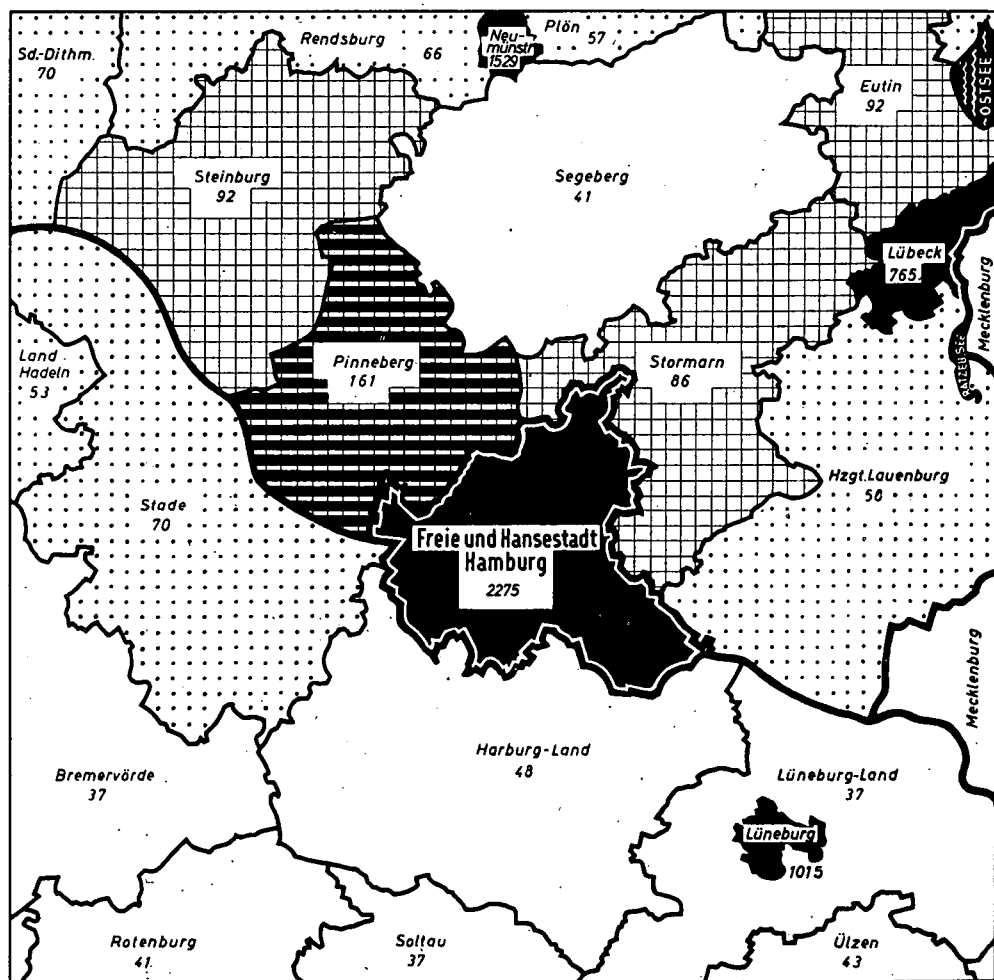 Sd.-Dithm.
70
Rendsburg
66
Neu-
münstr.
1529
Plön
57
Eutin
92
OSTSEE
Steinburg
92
Segeberg
41
Lübeck
765
Mecklenburg
Land
Hadeln
53
Pinneberg
161
Stormarn
86
Stade
70
Hzgt. Lauenburg
58
Freie und Hansestadt
Hamburg
2275
Mecklenburg
Bremervörde
37
Harburg-Land
48
Lüneburg-Land
37
Lüneburg
1015
Rotenburg
41
Soltau
37
Ülzen
43